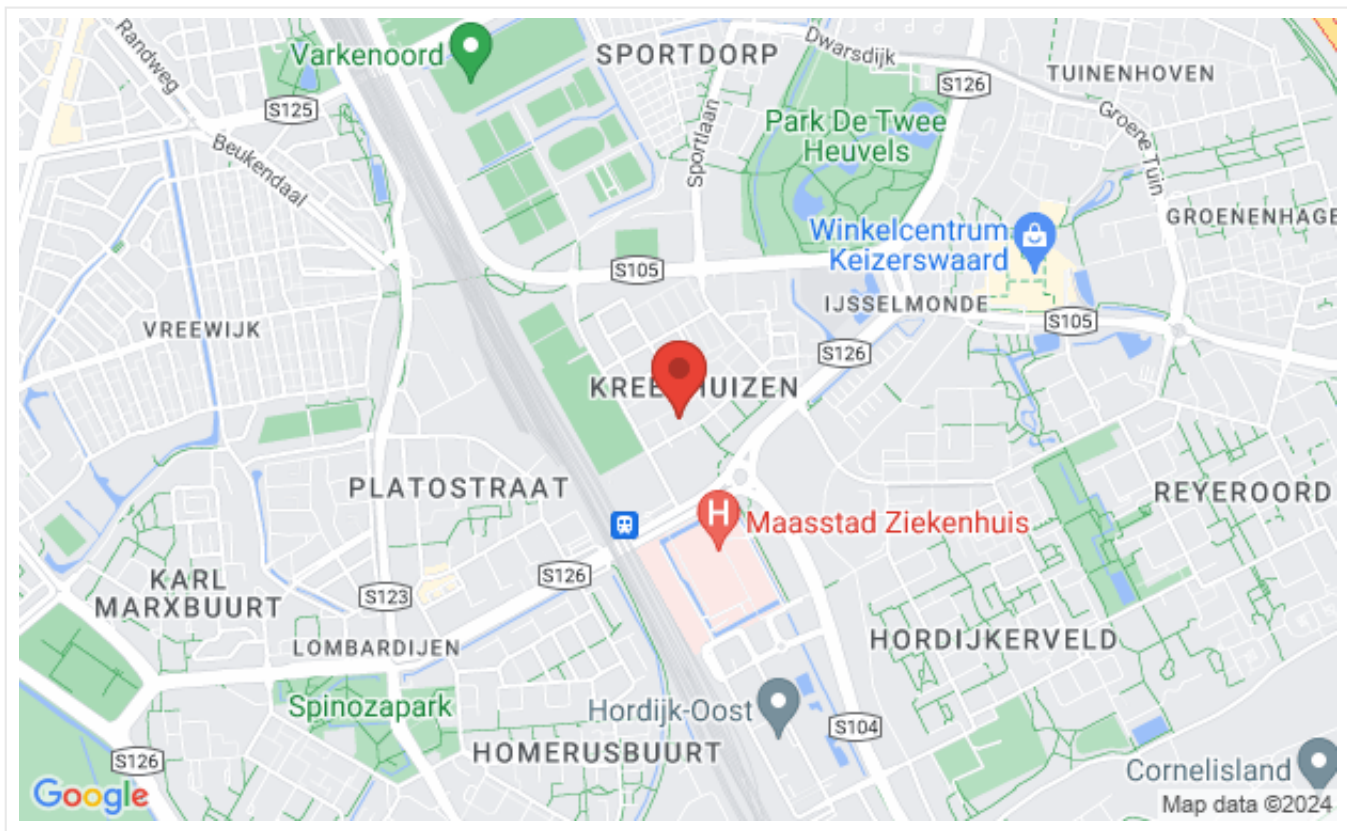 Randweg
Varkenoord
SPORTDORP
Dwarsdijk
S126
TUINENHOVEN
S125
Beukendaal
Sportlaan
Park De Twee
Heuvels
Groene Tuin
GROENENHAGE
Winkelcentrum
Keizerswaard
S105
IJSSELMONDE
S105
VREEWIJK
S126
KREE HUIZEN
PLATOSTRAAT
REYEROORD
H
Maasstad Ziekenhuis
KARL
MARXBUURT
S126
S123
LOMBARDIJEN
HORDIJKERVELD
Spinozapark
Hordijk-Oost
S104
HOMERUSBUURT
S126
Cornelisland
Google
Map data ©2024